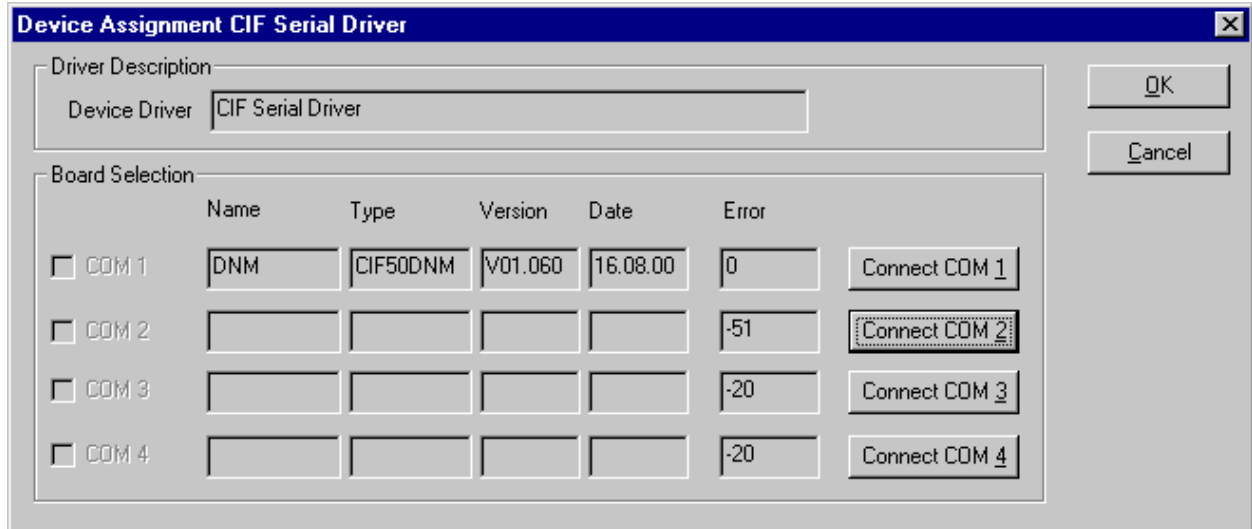 Device Assignment CIF Serial Driver
Driver Description
Device Driver CIF Serial Driver
OK
Cancel
Board Selection
Name Type Version Date Error
COM 1 DNM CIF50DNM V01.060 16.08.00 0 Connect COM 1
COM 2 -51 Connect COM 2
COM 3 -20 Connect COM 3
COM 4 -20 Connect COM 4